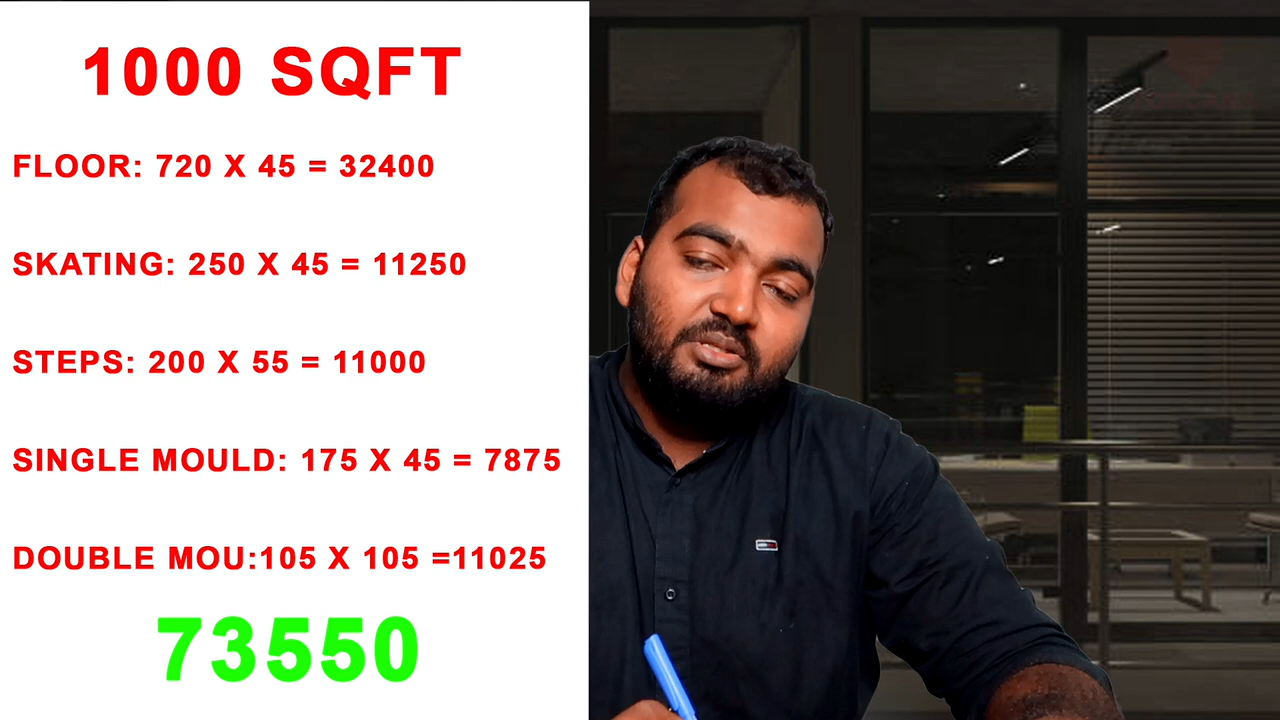 1000 SQFT
FLOOR: 720 X 45 = 32400
SKATING: 250 X 45 = 11250
STEPS: 200 X 55 = 11000
SINGLE MOULD: 175 X 45 = 7875
DOUBLE MOU:105 X 105 =11025
73550